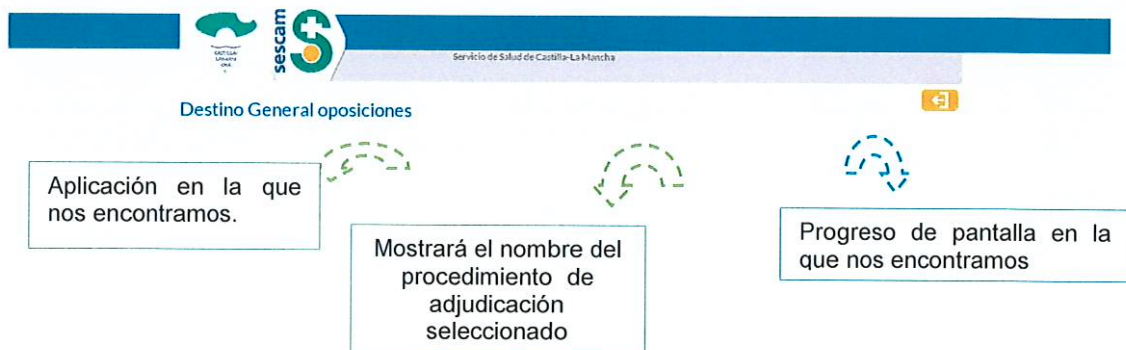 sescam
Servicio de Salud de Castilla-La Mancha
Destino General oposiciones
Aplicación en la que
nos encontramos.
Mostrará el nombre del
procedimiento de
adjudicación
seleccionado
Progreso de pantalla en la
que nos encontramos